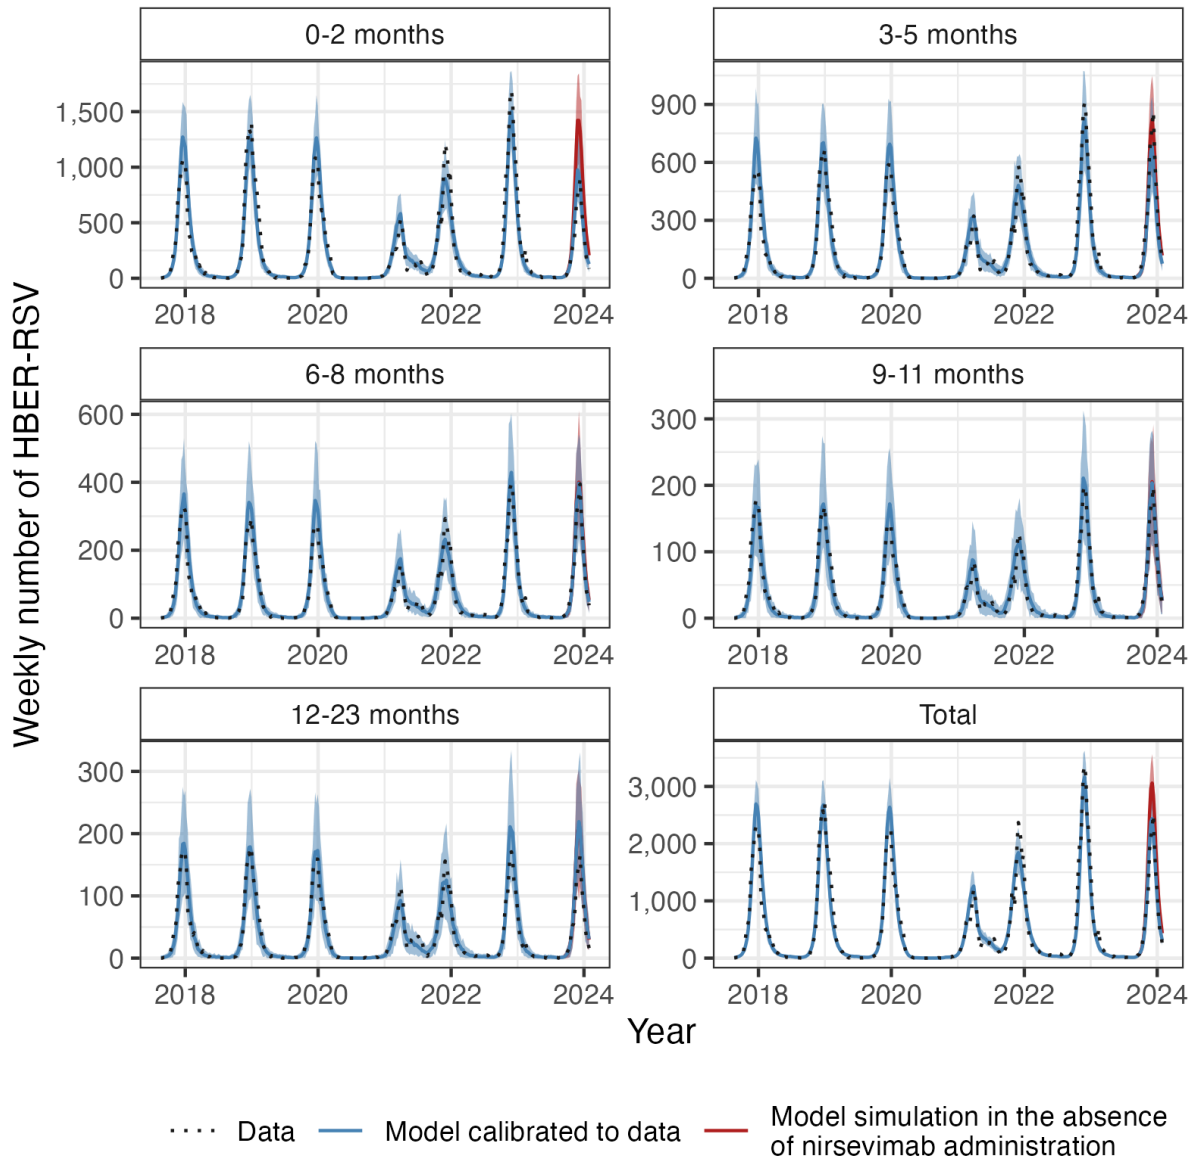 0-2 months
3-5 months
1,500
1,000
500
0
900
600
300
0
2018 2020 2022 2024
2018 2020 2022 2024
6-8 months
9-11 months
600
400
200
0
300
200
100
0
2018 2020 2022 2024
2018 2020 2022 2024
12-23 months
Total
300
200
100
0
3,000
2,000
1,000
0
2018 2020 2022 2024
2018 2020 2022 2024
Weekly number of HBER-RSV
Year
Data
Model calibrated to data
Model simulation in the absence
of nirsevimab administration